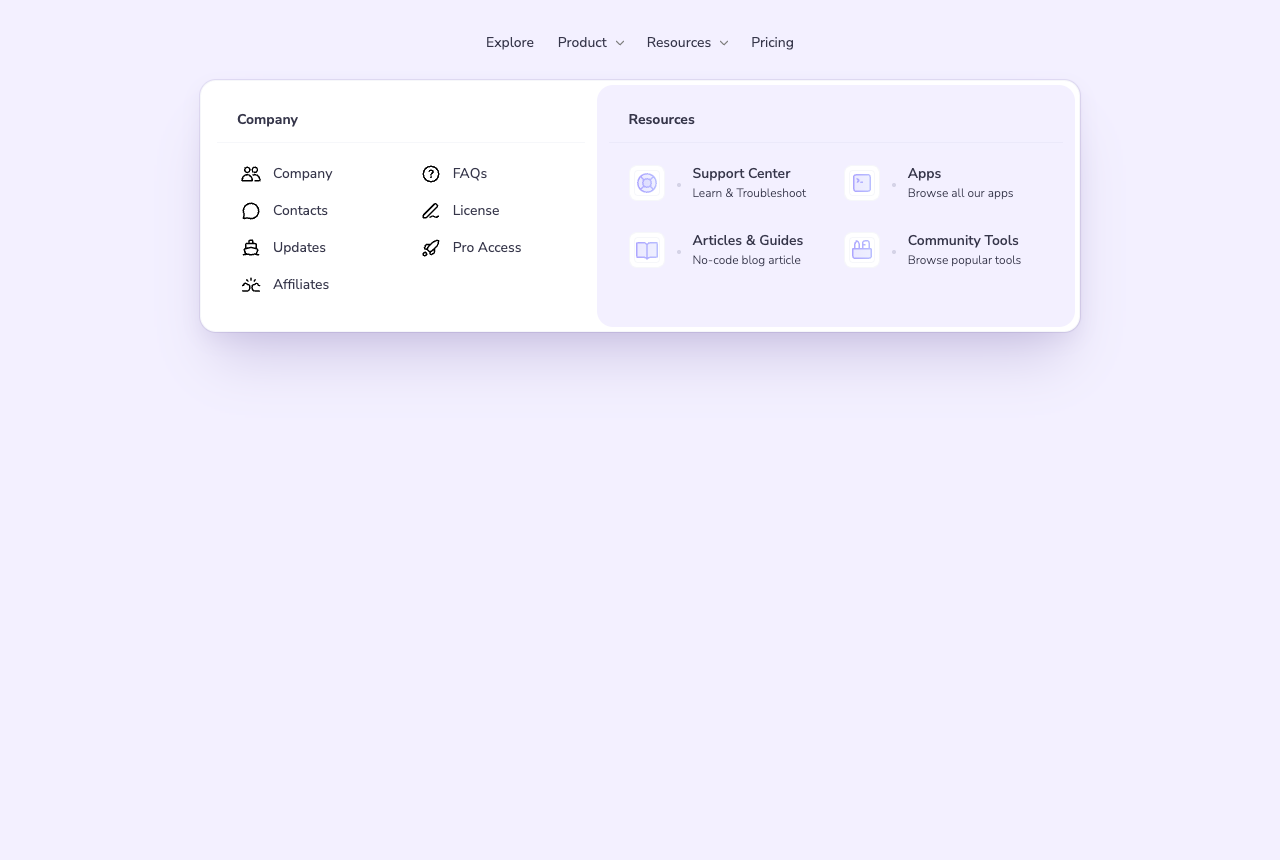 Explore Product Resources Pricing
Company
Company
Contacts
Updates
Affiliates
FAQs
License
Pro Access
Resources
Support Center
Learn & Troubleshoot
Apps
Browse all our apps
Articles & Guides
No-code blog article
Community Tools
Browse popular tools